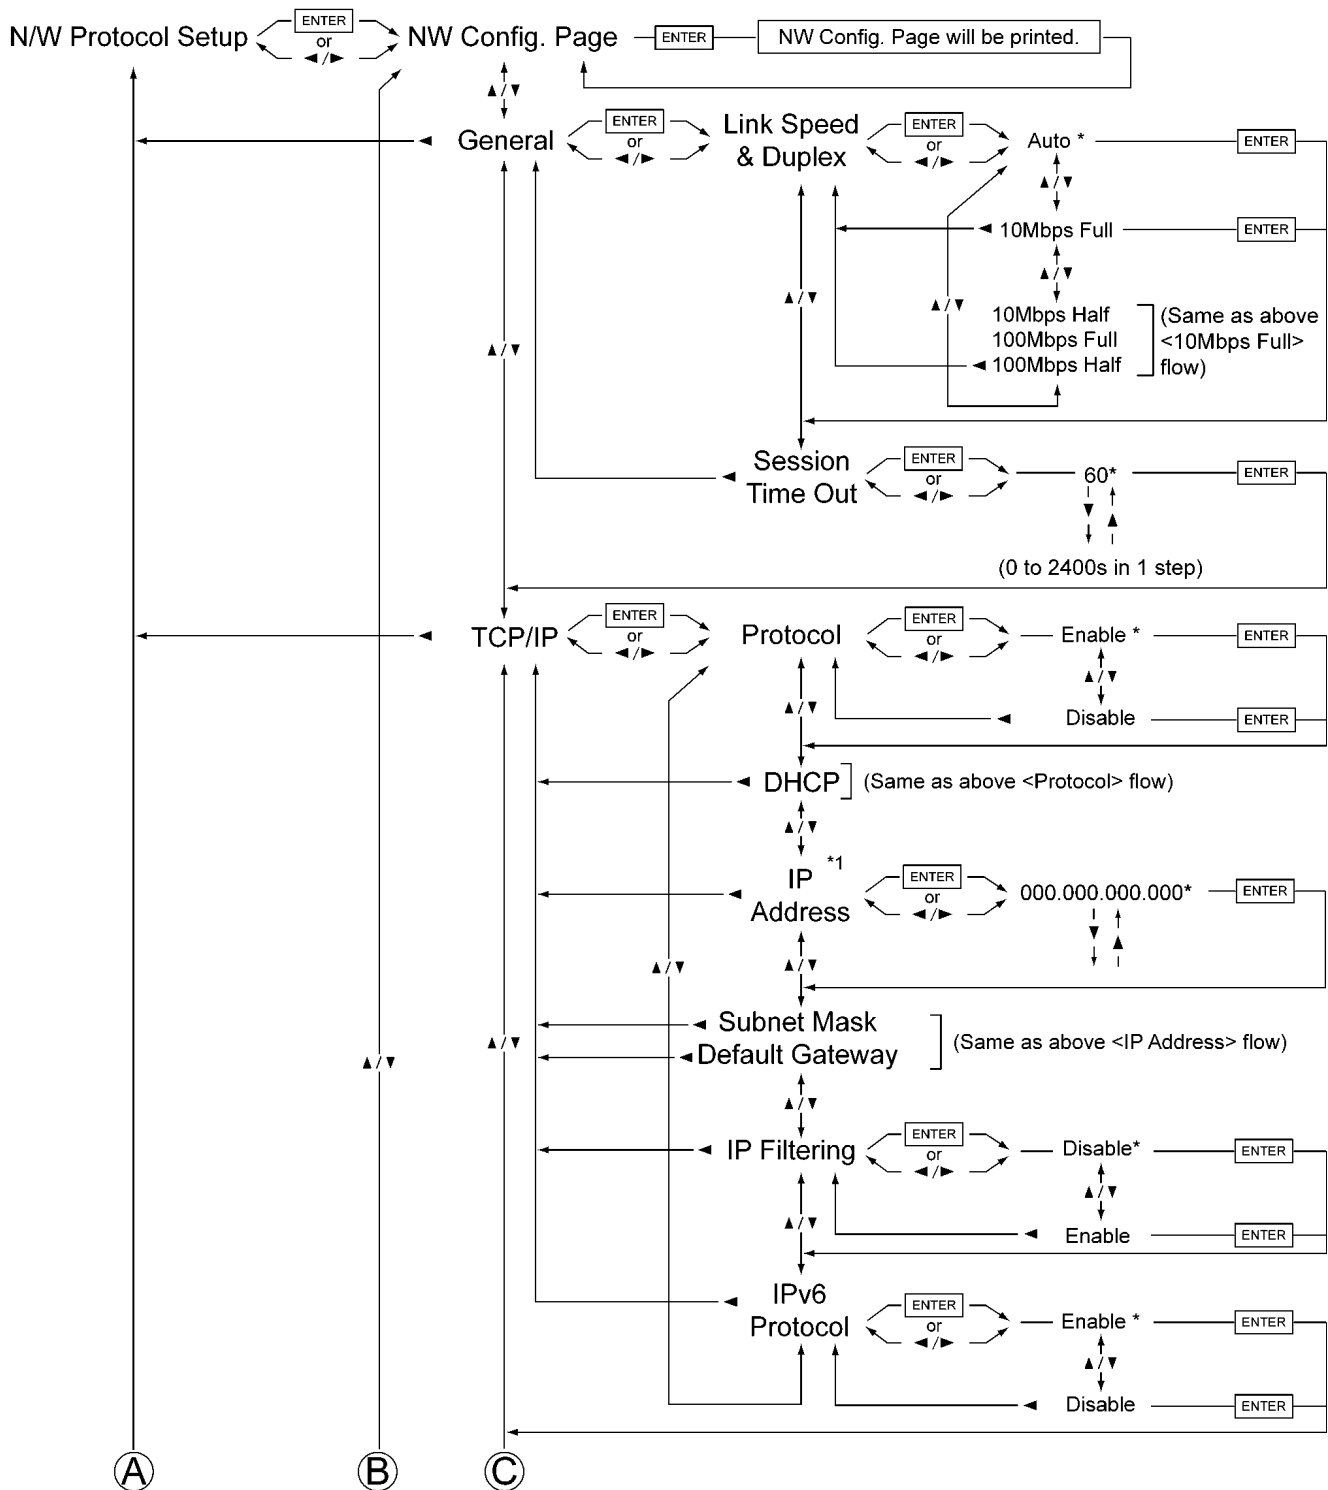 N/W Protocol Setup
ENTER
or
◄/►
NW Config. Page
ENTER
NW Config. Page will be printed.
▲/▼
General
ENTER
or
◄/►
Link Speed
& Duplex
ENTER
or
◄/►
Auto *
ENTER
▲/▼
10Mbps Full
ENTER
▲/▼
▲/▼
▲/▼
▲/▼
10Mbps Half
100Mbps Full
100Mbps Half
(Same as above
<10Mbps Full>
flow)
Session
Time Out
ENTER
or
◄/►
60*
ENTER
(0 to 2400s in 1 step)
TCP/IP
ENTER
or
◄/►
Protocol
ENTER
or
◄/►
Enable *
ENTER
▲/▼
▲/▼
Disable
ENTER
DHCP
(Same as above <Protocol> flow)
▲/▼
IP *1
Address
ENTER
or
◄/►
000.000.000.000*
ENTER
▲/▼
▲/▼
Subnet Mask
Default Gateway
(Same as above <IP Address> flow)
▲/▼
▲/▼
▲/▼
IP Filtering
ENTER
or
◄/►
Disable*
ENTER
▲/▼
▲/▼
Enable
ENTER
IPv6
Protocol
ENTER
or
◄/►
Enable *
ENTER
▲/▼
Disable
ENTER
A
B
C